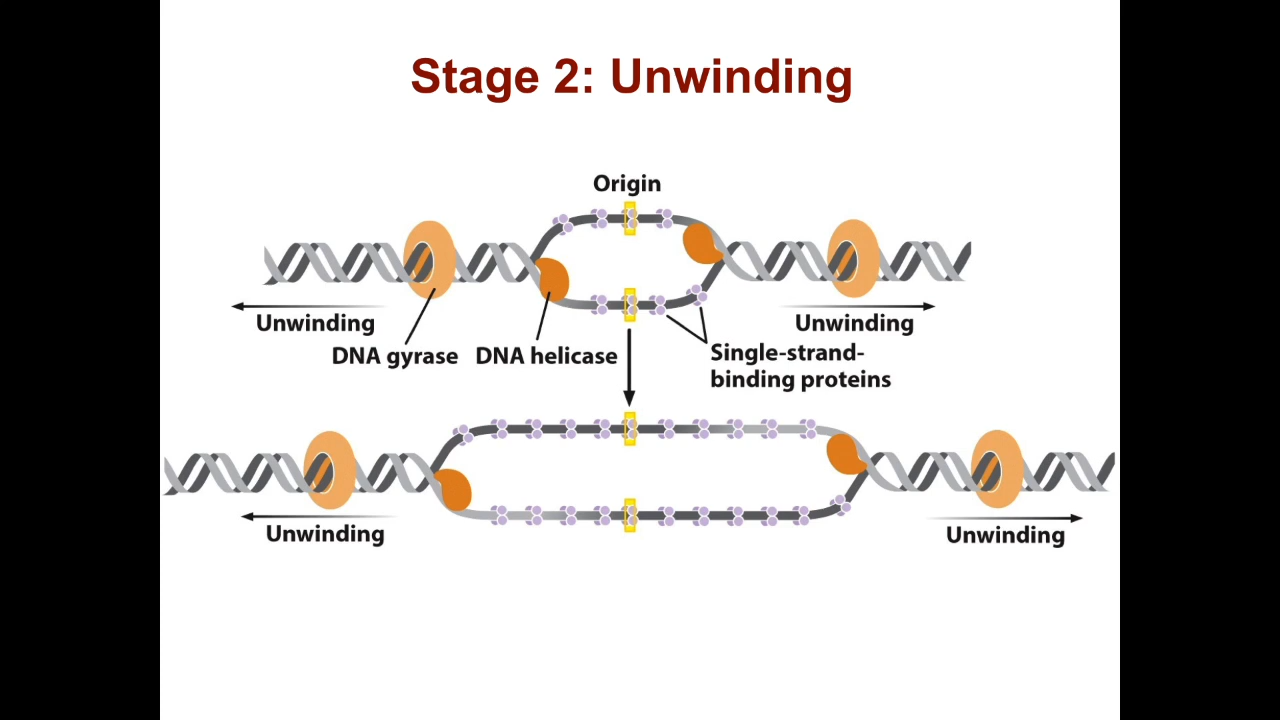 Stage 2: Unwinding
Origin
Unwinding
Unwinding
DNA gyrase
DNA helicase
Single-strand-
binding proteins
Unwinding
Unwinding